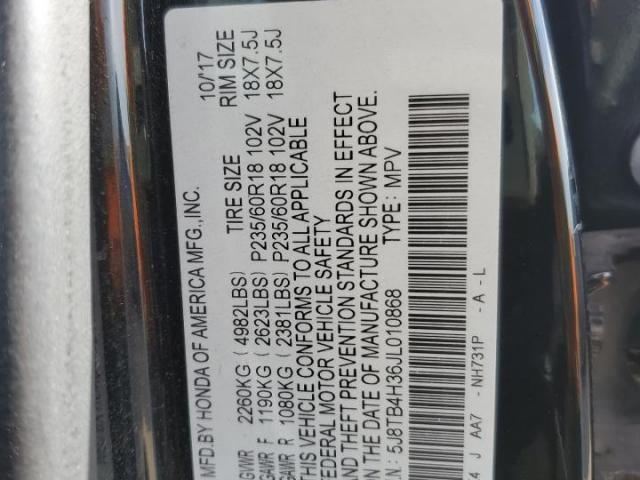 MFD.BY HONDA OF AMERICA MFG.,INC. 10/'17
TIRE SIZE RIM SIZE
GVWR 2260KG (4982LBS)
GAWR F 1190KG (2623LBS) P235/60R18 102V 18X7.5J
GAWR R 1080KG (2381LBS) P235/60R18 102V 18X7.5J
THIS VEHICLE CONFORMS TO ALL APPLICABLE
FEDERAL MOTOR VEHICLE SAFETY
AND THEFT PREVENTION STANDARDS IN EFFECT
ON THE DATE OF MANUFACTURE SHOWN ABOVE.
5J8TB4H36JL010868 TYPE: MPV
4 J AA7 -NH731P -A-L